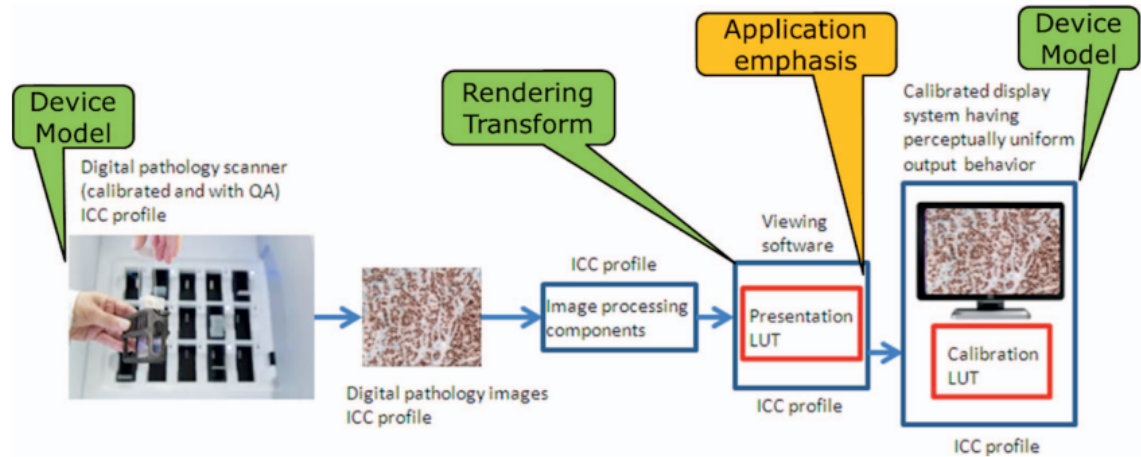 Device
Model
Digital pathology scanner
(calibrated and with QA)
ICC profile
Digital pathology images
ICC profile
ICC profile
Image processing
components
Rendering
Transform
Viewing
software
Presentation
LUT
ICC profile
Application
emphasis
Device
Model
Calibrated display
system having
perceptually uniform
output behavior
Calibration
LUT
ICC profile